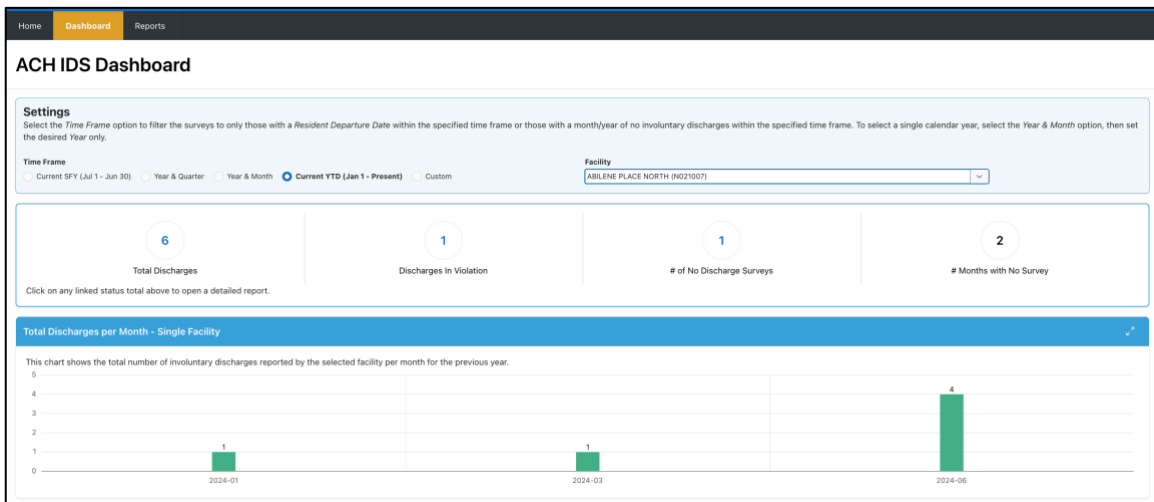 Home Dashboard Reports
ACH IDS Dashboard
Settings
Select the Time Frame option to filter the surveys to only those with a Resident Departure Date within the specified time frame or those with a month/year of no involuntary discharges within the specified time frame. To select a single calendar year, select the Year & Month option, then set
the desired Year only.
Time Frame
Facility
Current SFY (Jul 1 - Jun 30) Year & Quarter Year & Month Current YTD (Jan 1 - Present) Custom
ABILENE PLACE NORTH (N021007)
6 1 1 2
Total Discharges Discharges In Violation # of No Discharge Surveys # Months with No Survey
Click on any linked status total above to open a detailed report.
Total Discharges per Month - Single Facility
This chart shows the total number of involuntary discharges reported by the selected facility per month for the previous year.
5
4
4
3
2
1
1 1
0
2024-01 2024-03 2024-06